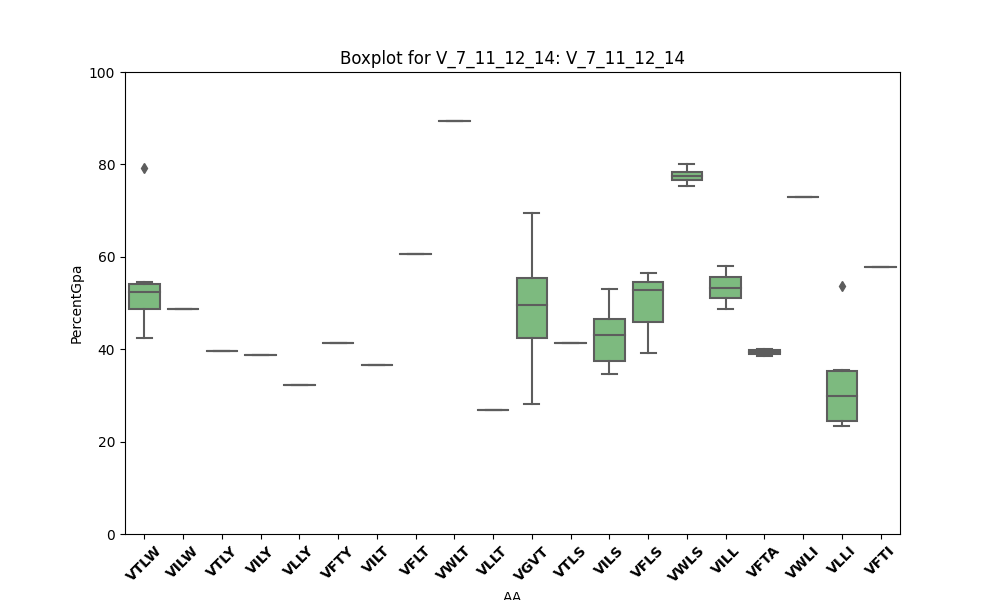 Boxplot for V_7_11_12_14: V_7_11_12_14
100
80
60
40
20
0
PercentGpa
VTLW
VILW
VTLY
VILY
VLLY
VFTY
VILT
VFLT
VWLT
VLLT
VGVT
VTLS
VILS
VFLS
VWLS
VILL
VFTA
VWLI
VLLI
VFTI
AA